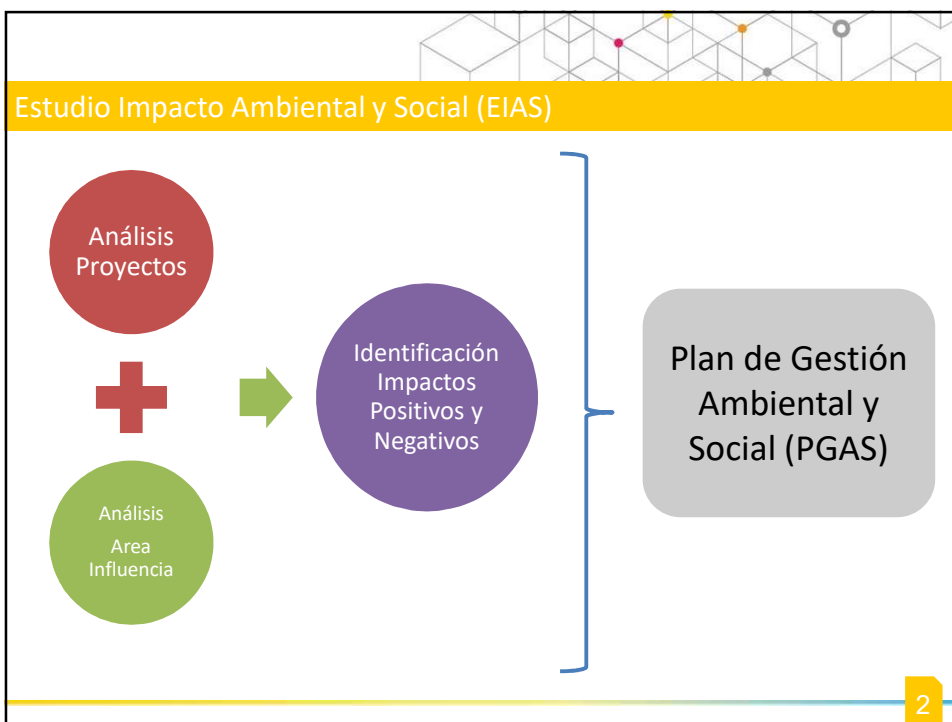 Estudio Impacto Ambiental y Social (EIAS)
Análisis
Proyectos
Análisis
Area
Influencia
Identificación
Impactos
Positivos y
Negativos
Plan de Gestión
Ambiental y
Social (PGAS)
2